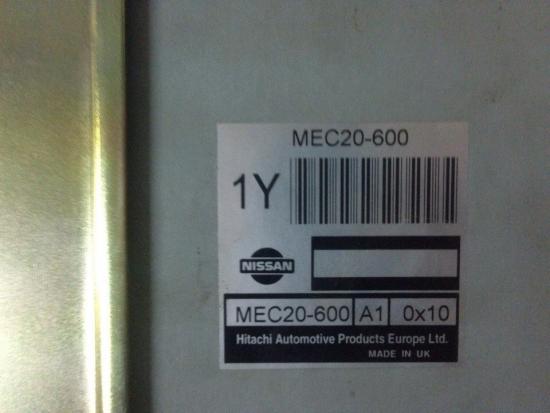 MEC20-600
1Y
NISSAN
MEC20-600 A1 0x10
Hitachi Automotive Products Europe Ltd.
MADE IN UK